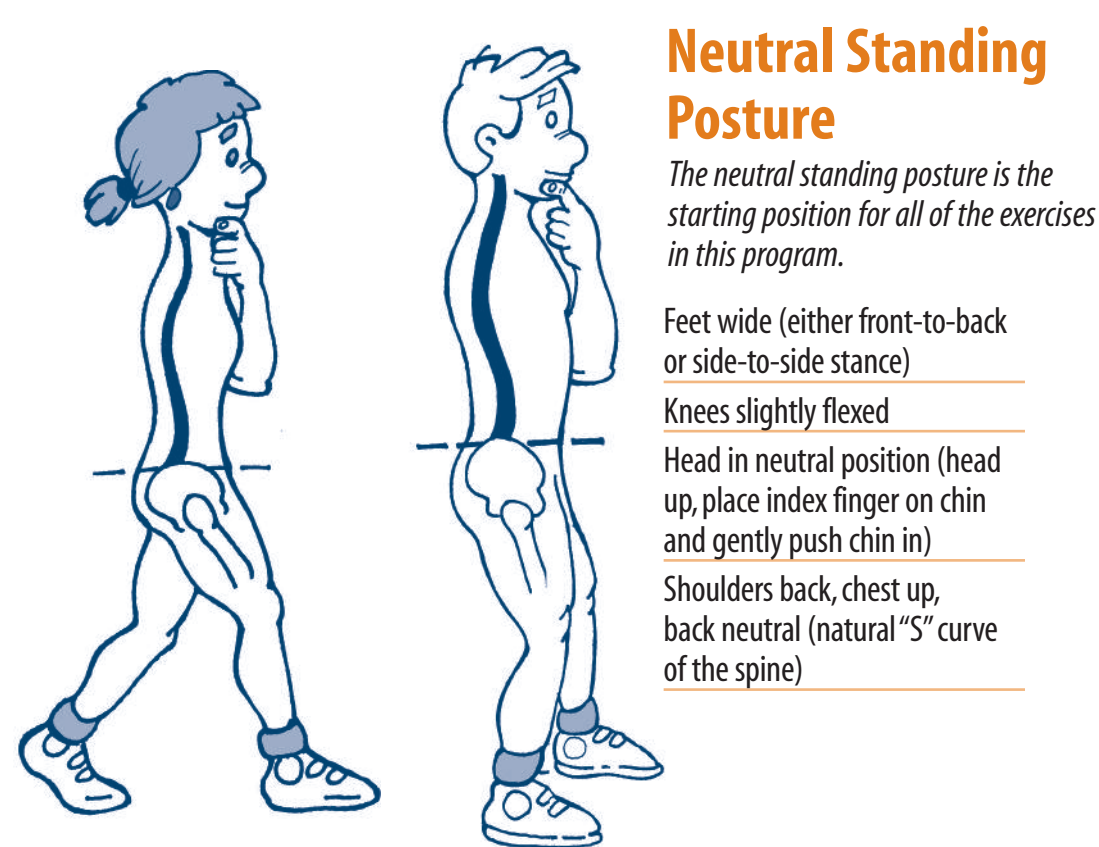 Neutral Standing
Posture
The neutral standing posture is the
starting position for all of the exercises
in this program.
Feet wide (either front-to-back
or side-to-side stance)
Knees slightly flexed
Head in neutral position (head
up, place index finger on chin
and gently push chin in)
Shoulders back, chest up,
back neutral (natural “S” curve
of the spine)